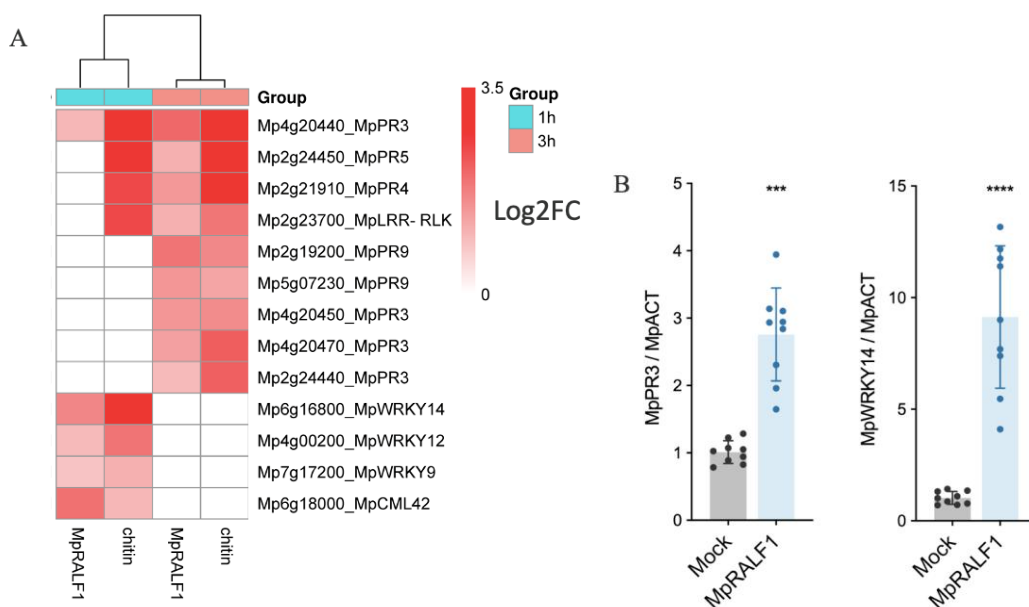 A
Group
Mp4g20440_MpPR3
Mp2g24450_MpPR5
Mp2g21910_MpPR4
Mp2g23700_MpLRR- RLK
Mp2g19200_MpPR9
Mp5g07230_MpPR9
Mp4g20450_MpPR3
Mp4g20470_MpPR3
Mp2g24440_MpPR3
Mp6g16800_MpWRKY14
Mp4g00200_MpWRKY12
Mp7g17200_MpWRKY9
Mp6g18000_MpCML42
MpRALF1
chitin
MpRALF1
chitin
3.5
0
Log2FC
Group
1h
3h
B
MpPR3 / MpACT
5
4
3
2
1
0
***
Mock
MpRALF1
MpWRKY14 / MpACT
15
10
5
0
****
Mock
MpRALF1